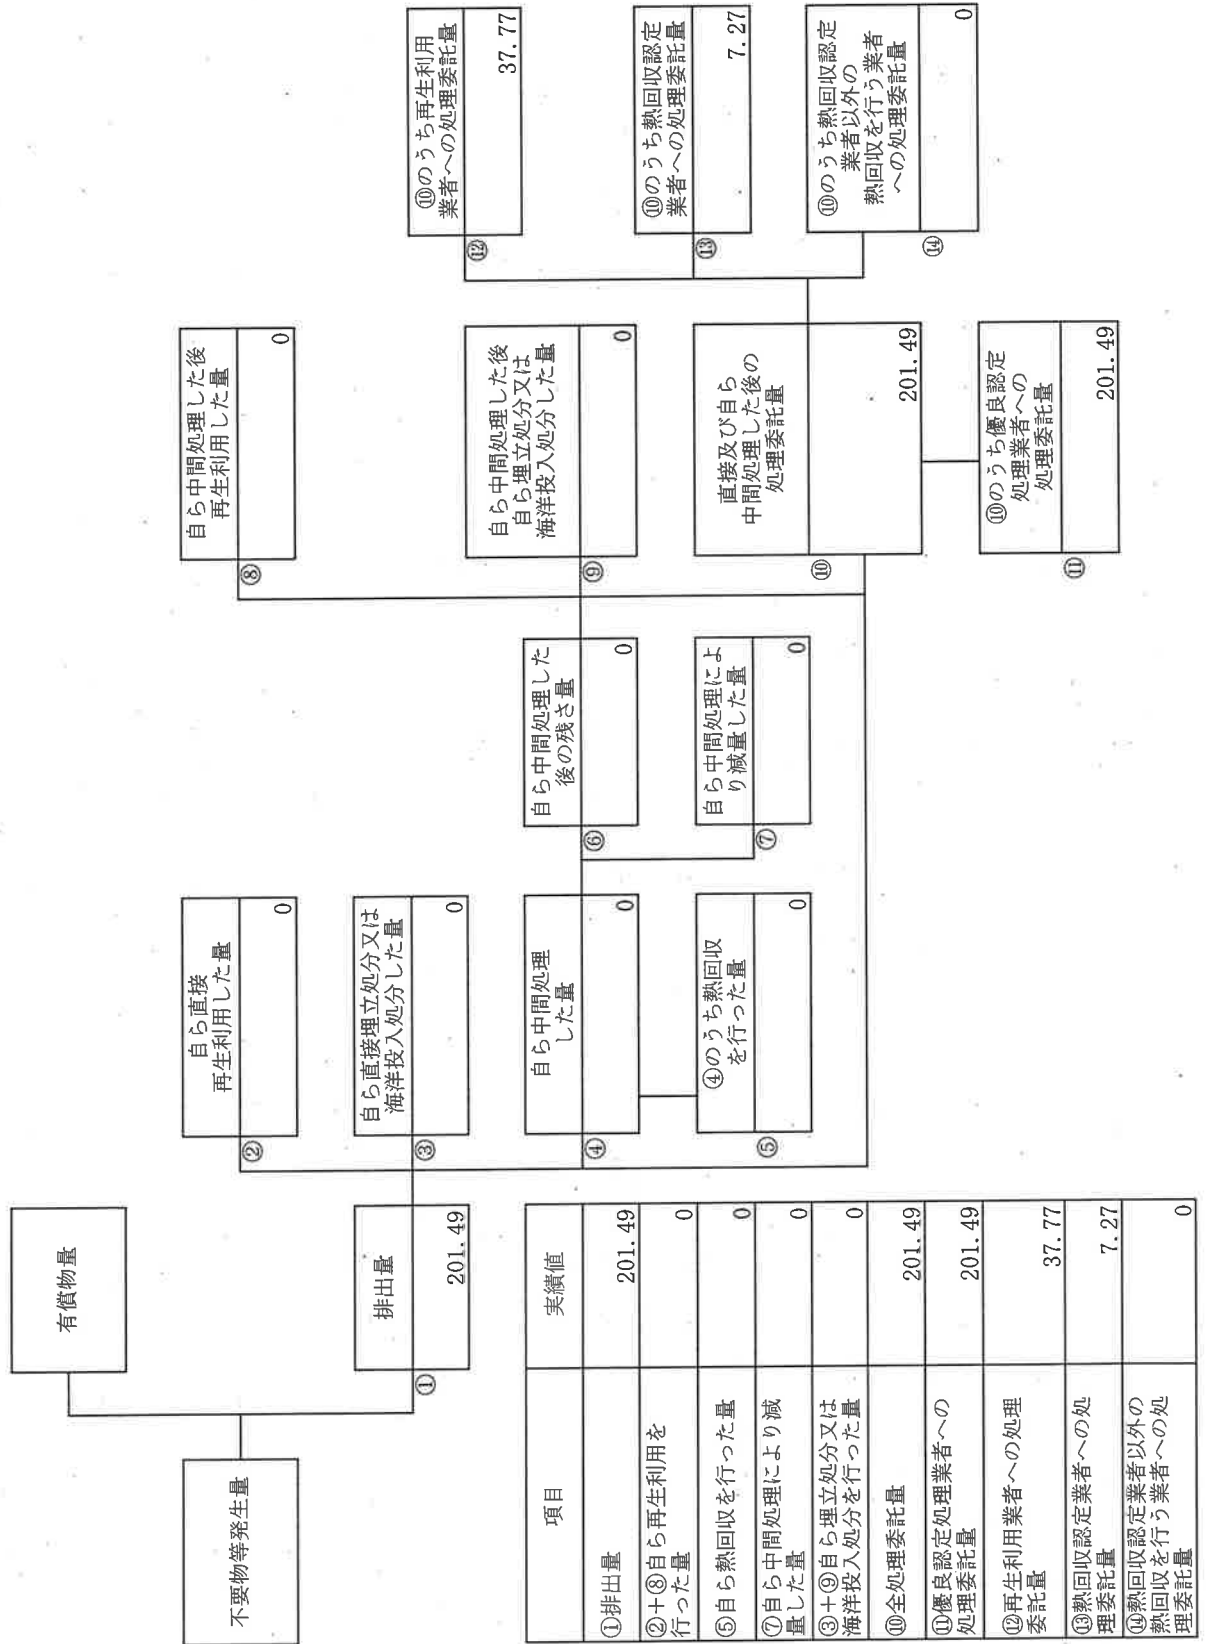 不要物等発生量
有償物量
①
排出量
201.49
②
自ら直接
再生利用した量
0
③
自ら直接埋立処分又は
海洋投入処分した量
0
④
自ら中間処理
した量
0
⑤
④のうち熱回収
を行った量
0
⑥
自ら中間処理した
後の残さ量
0
⑦
自ら中間処理によ
り減量した量
0
⑧
自ら中間処理した後
再生利用した量
0
⑨
自ら中間処理した後
自ら埋立処分又は
海洋投入処分した量
0
⑩
直接及び自ら
中間処理した後の
処理委託量
201.49
⑪
⑩のうち優良認定
処理業者への
処理委託量
201.49
⑫
⑩のうち再生利用
業者への処理委託量
37.77
⑬
⑩のうち熱回収認定
業者への処理委託量
7.27
⑭
⑩のうち熱回収認定
業者以外の
熱回収を行う業者
への処理委託量
0
項目 実績値
①排出量 201.49
②+⑧自ら再生利用を
行った量 0
⑤自ら熱回収を行った量 0
⑦自ら中間処理により減
量した量 0
③+⑨自ら埋立処分又は
海洋投入処分を行った量 0
⑩全処理委託量 201.49
⑪優良認定処理業者への
処理委託量 201.49
⑫再生利用業者への処理
委託量 37.77
⑬熱回収認定業者への処
理委託量 7.27
⑭熱回収認定業者以外の
熱回収を行う業者への処
理委託量 0